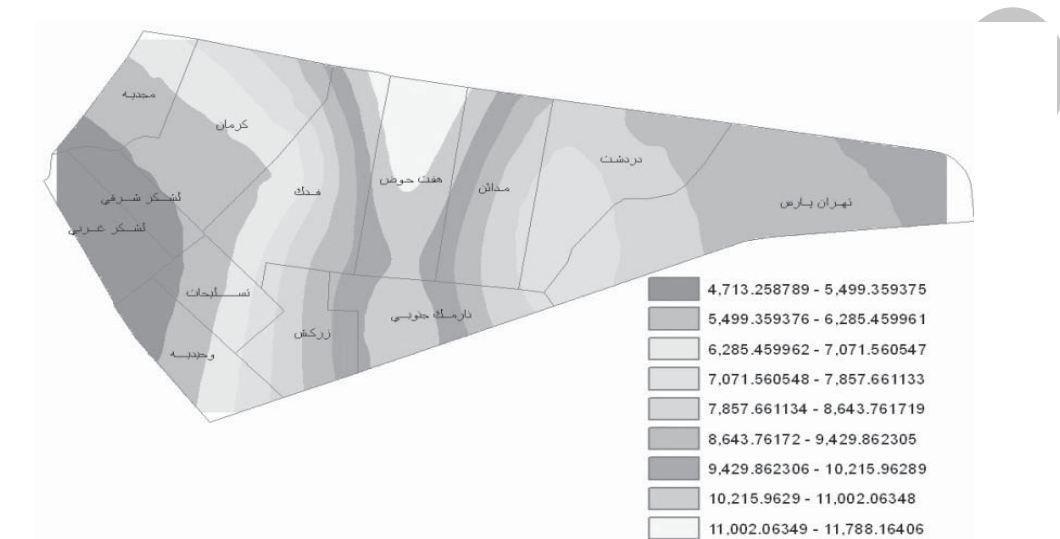 مجدیه
کرمان
لشکر شرقی
لشکر غربی
فدک
هفت حوض
مدائن
دردشت
تهران پارس
تسلیحات
وحیدیه
زرکش
نارمک جنوبی
4,713.258789 - 5,499.359375
5,499.359376 - 6,285.459961
6,285.459962 - 7,071.560547
7,071.560548 - 7,857.661133
7,857.661134 - 8,643.761719
8,643.76172 - 9,429.862305
9,429.862306 - 10,215.96289
10,215.9629 - 11,002.06348
11,002.06349 - 11,788.16406